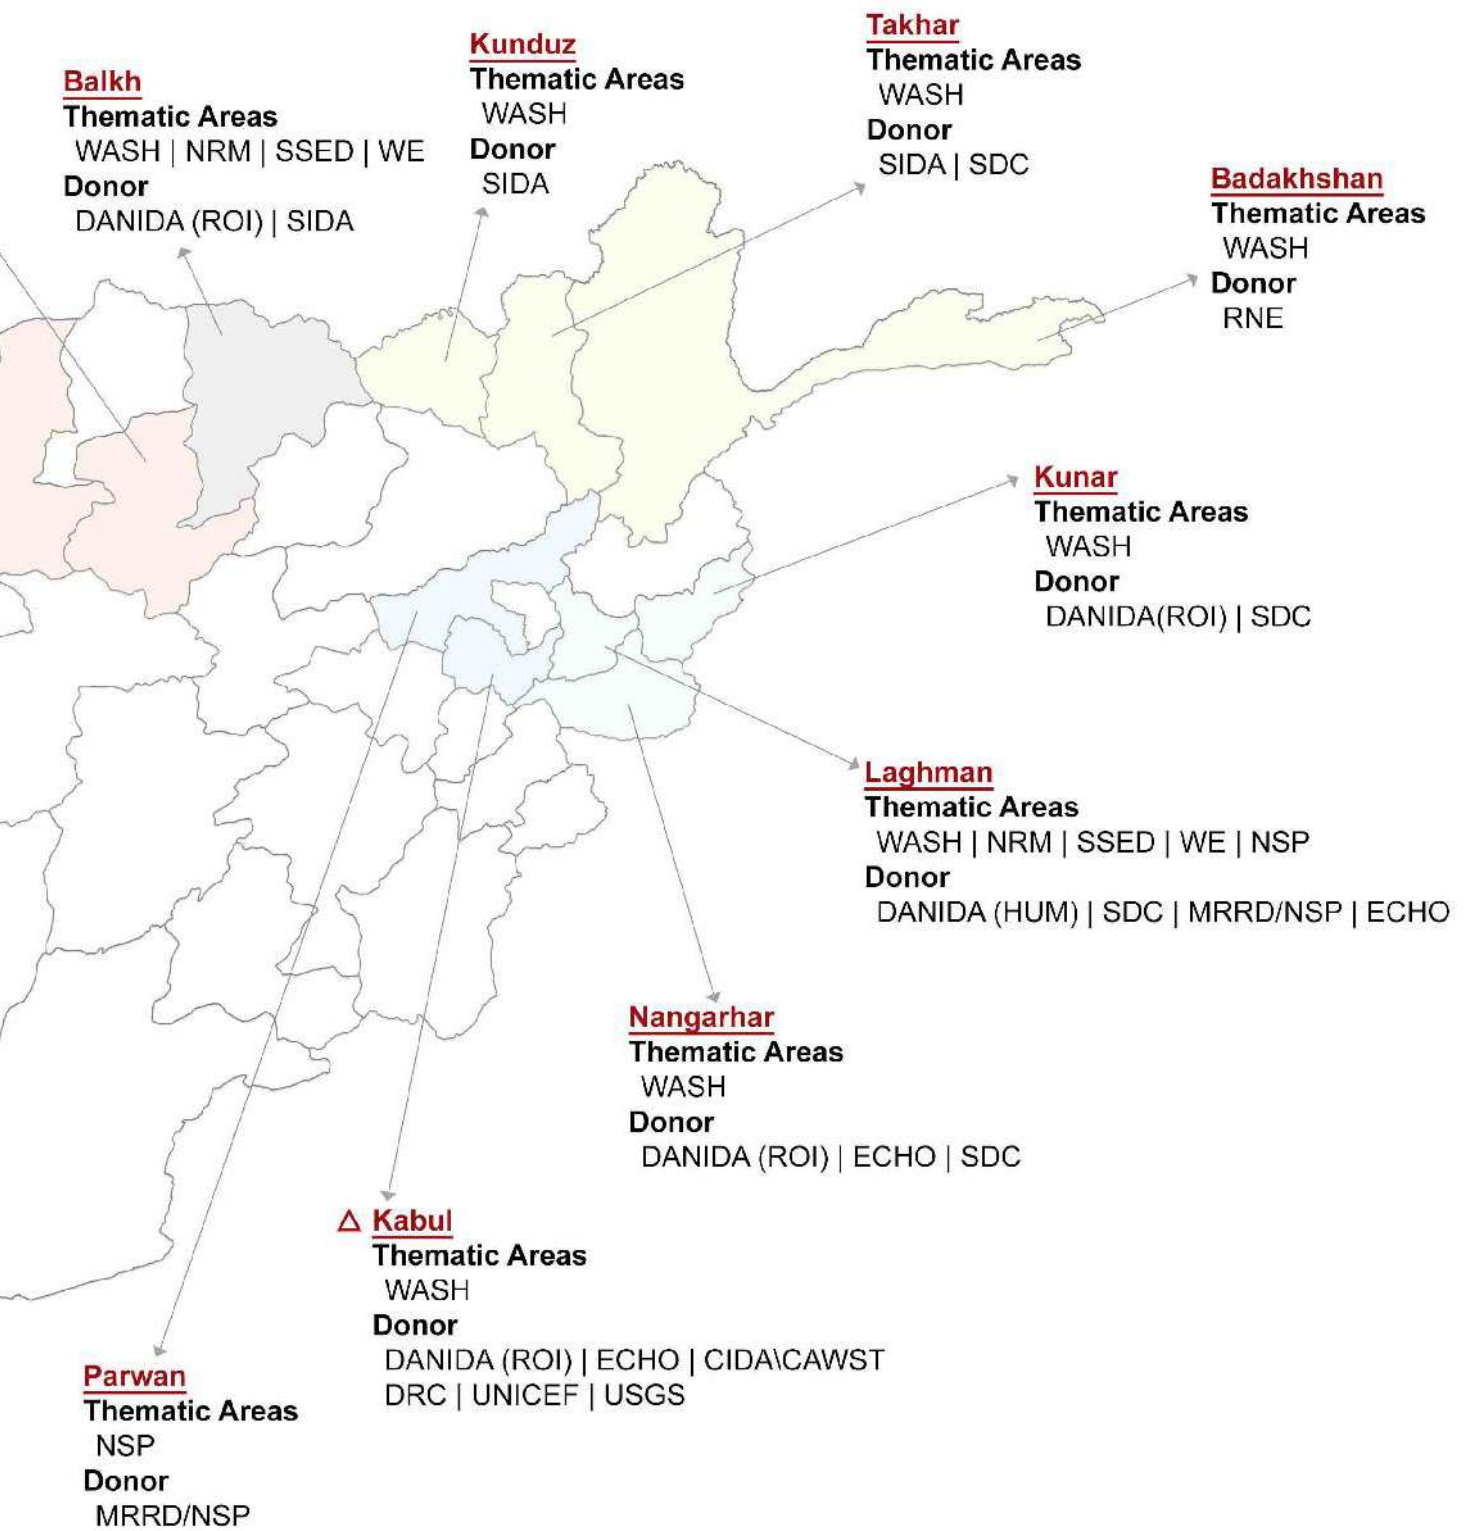 Balkh
Thematic Areas
WASH | NRM | SSED | WE
Donor
DANIDA (ROI) | SIDA
Kunduz
Thematic Areas
WASH
Donor
SIDA
Takhar
Thematic Areas
WASH
Donor
SIDA | SDC
Badakhshan
Thematic Areas
WASH
Donor
RNE
Kunar
Thematic Areas
WASH
Donor
DANIDA(ROI) | SDC
Laghman
Thematic Areas
WASH | NRM | SSED | WE | NSP
Donor
DANIDA (HUM) | SDC | MRRD/NSP | ECHO
Nangarhar
Thematic Areas
WASH
Donor
DANIDA (ROI) | ECHO | SDC
△ Kabul
Thematic Areas
WASH
Donor
DANIDA (ROI) | ECHO | CIDA\CAWST
DRC | UNICEF | USGS
Parwan
Thematic Areas
NSP
Donor
MRRD/NSP